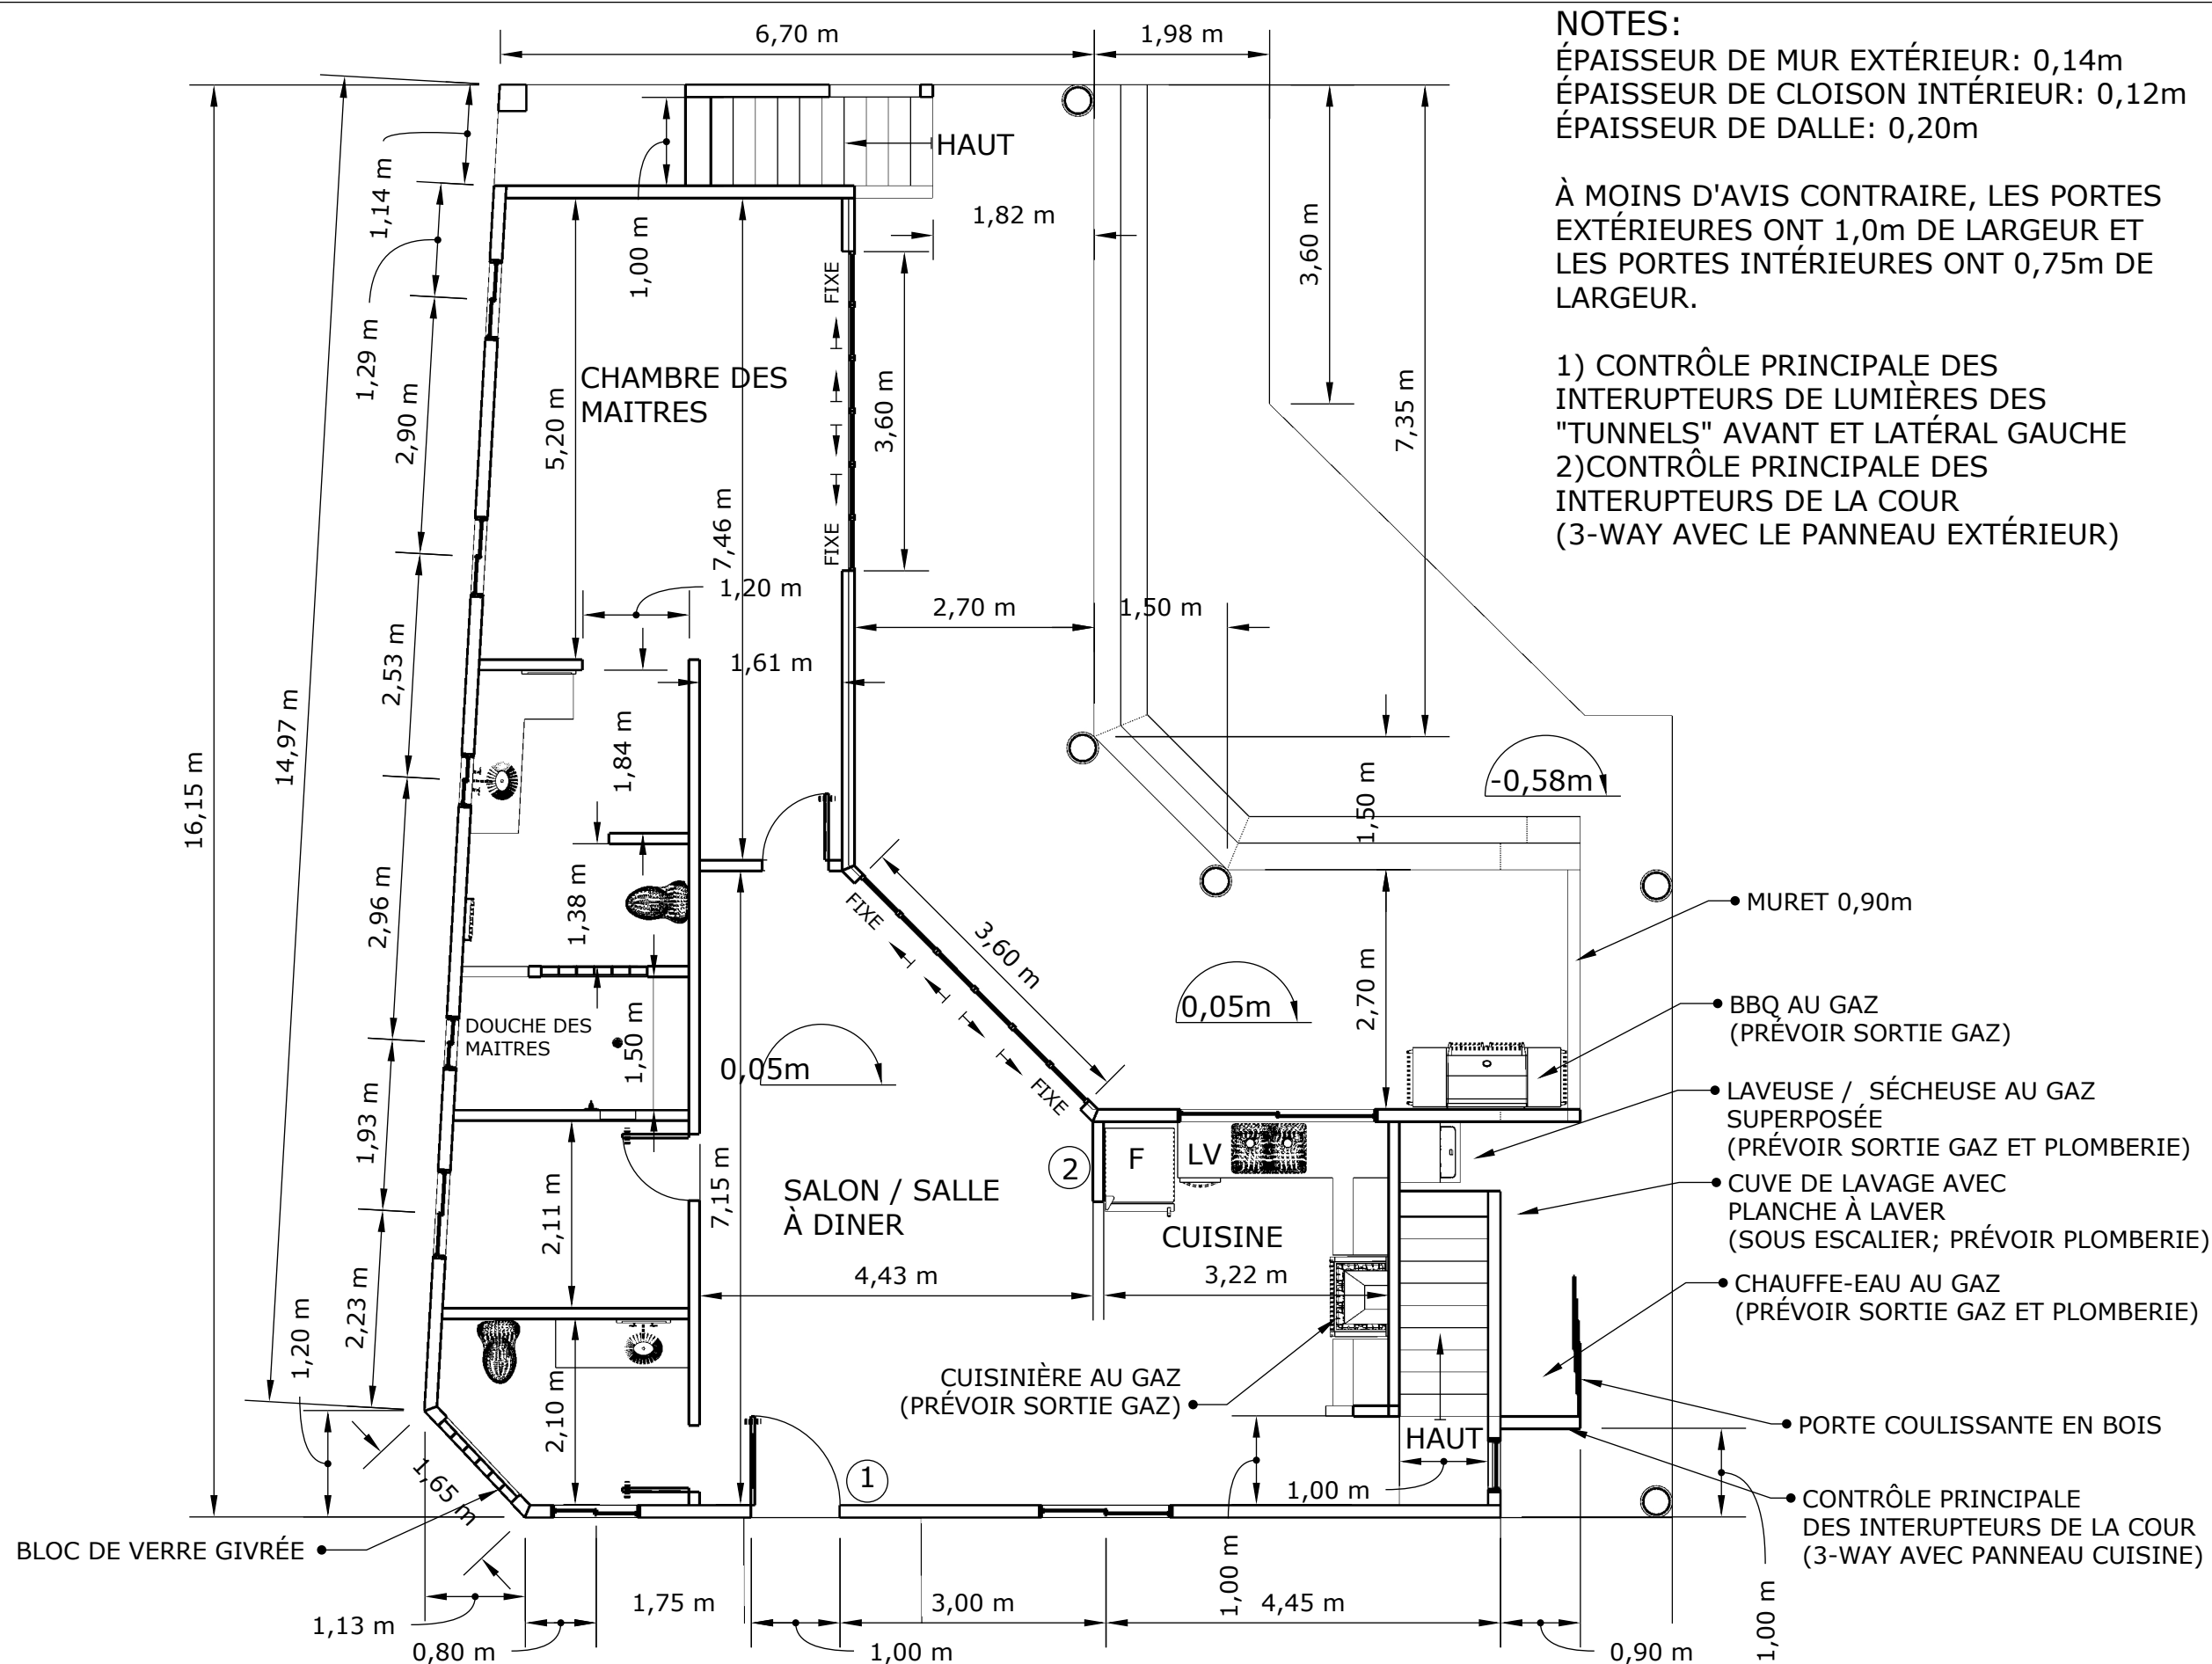 6,70 m
1,98 m
NOTES:
ÉPAISSEUR DE MUR EXTÉRIEUR: 0,14m
ÉPAISSEUR DE CLOISON INTÉRIEUR: 0,12m
ÉPAISSEUR DE DALLE: 0,20m
À MOINS D'AVIS CONTRAIRE, LES PORTES
EXTÉRIEURES ONT 1,0m DE LARGEUR ET
LES PORTES INTÉRIEURES ONT 0,75m DE
LARGEUR.
1) CONTRÔLE PRINCIPALE DES
INTERUPTEURS DE LUMIÈRES DES
"TUNNELS" AVANT ET LATÉRAL GAUCHE
2)CONTRÔLE PRINCIPALE DES
INTERUPTEURS DE LA COUR
(3-WAY AVEC LE PANNEAU EXTÉRIEUR)
HAUT
1,14 m
1,00 m
1,82 m
3,60 m
FIXE
1,29 m
CHAMBRE DES
MAITRES
2,90 m
5,20 m
3,60 m
7,35 m
7,46 m
FIXE
1,20 m
2,70 m
1,50 m
2,53 m
1,61 m
14,97 m
16,15 m
1,84 m
1,50 m
-0,58m
2,96 m
1,38 m
FIXE
3,60 m
MURET 0,90m
2,70 m
0,05m
DOUCHE DES
MAITRES
1,50 m
0,05m
FIXE
BBQ AU GAZ
(PRÉVOIR SORTIE GAZ)
LAVEUSE /  SÉCHEUSE AU GAZ
SUPERPOSÉE
(PRÉVOIR SORTIE GAZ ET PLOMBERIE)
1,93 m
2
F
LV
7,15 m
2,11 m
SALON / SALLE
À DINER
CUISINE
CUVE DE LAVAGE AVEC
PLANCHE À LAVER
(SOUS ESCALIER; PRÉVOIR PLOMBERIE)
4,43 m
3,22 m
CHAUFFE-EAU AU GAZ
(PRÉVOIR SORTIE GAZ ET PLOMBERIE)
2,23 m
1,20 m
CUISINIÈRE AU GAZ
(PRÉVOIR SORTIE GAZ)
2,10 m
HAUT
PORTE COULISSANTE EN BOIS
1,65 m
1
1,00 m
CONTRÔLE PRINCIPALE
DES INTERUPTEURS DE LA COUR
(3-WAY AVEC PANNEAU CUISINE)
BLOC DE VERRE GIVRÉE
1,00 m
1,00 m
1,75 m
3,00 m
4,45 m
1,13 m
0,80 m
1,00 m
0,90 m